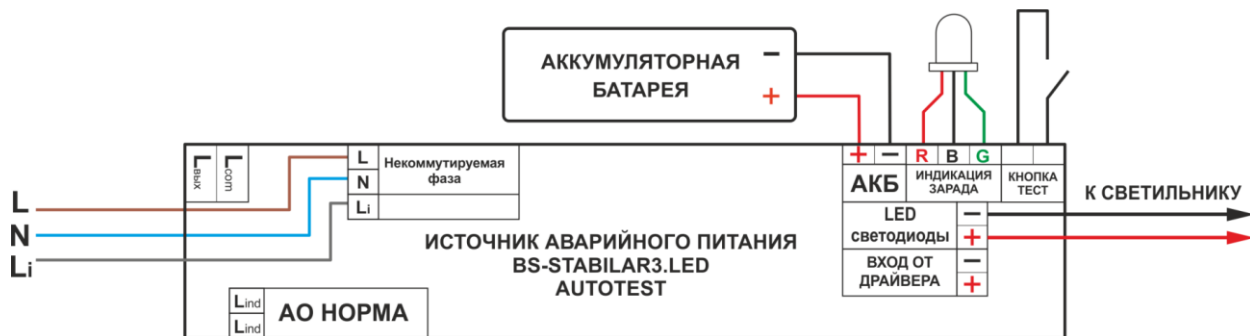 АККУМУЛЯТОРНАЯ −
БАТАРЕЯ +
Lвых
Lcom
L Некоммутируемая
фаза
N
Li
+ − R B G
АКБ
ИНДИКАЦИЯ
ЗАРАДА
КНОПКА
ТЕСТ
L
N
Li
LED −
светодиоды +
К СВЕТИЛЬНИКУ
ВХОД ОТ −
ДРАЙВЕРА +
ИСТОЧНИК АВАРИЙНОГО ПИТАНИЯ
BS-STABILAR3.LED
AUTOTEST
Lind
Lind
АО НОРМА